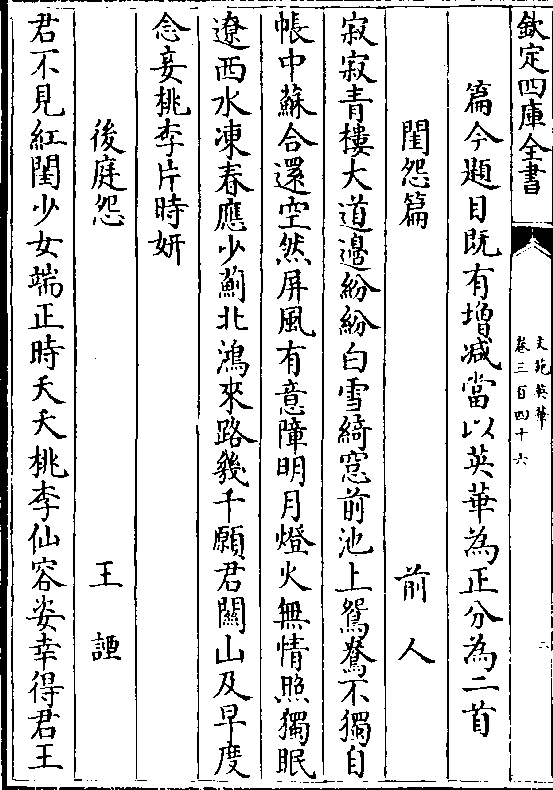 欽定四庫全書
文苑英華
卷三百四十六
二
篇今題目既有增減當以英華為正分為二首
閨怨篇 前人
寂寂青樓大道邉紛紛白雪綺窓前池上鴛鴦不獨自
帳中蘇合還空然屏風有意障明月燈火無情照獨眠
遼西水凍春應少薊北鴻來路幾千願君關山及早度
念妾桃李片時妍
後庭怨 王諲
君不見紅閨少女端正時夭夭桃李仙容姿幸得君王